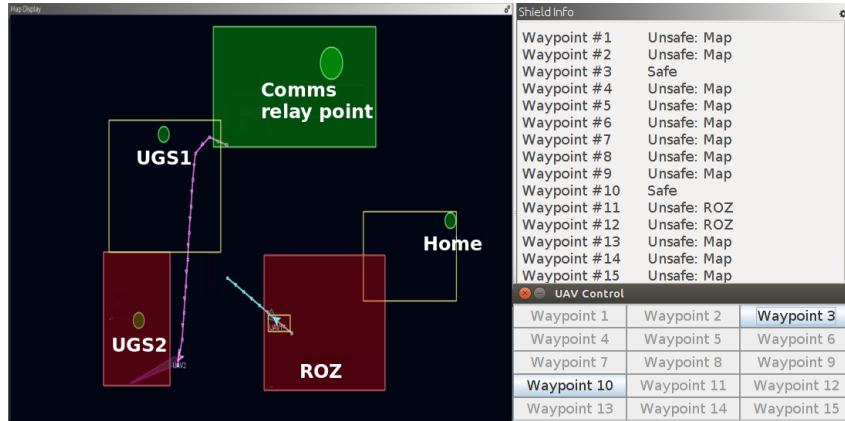 Map Display
Comms
relay point
UGS1
Home
UGS2
ROZ
UAV2
Shield Info
Waypoint #1 Unsafe: Map
Waypoint #2 Unsafe: Map
Waypoint #3 Safe
Waypoint #4 Unsafe: Map
Waypoint #5 Unsafe: Map
Waypoint #6 Unsafe: Map
Waypoint #7 Unsafe: Map
Waypoint #8 Unsafe: Map
Waypoint #9 Unsafe: Map
Waypoint #10 Safe
Waypoint #11 Unsafe: ROZ
Waypoint #12 Unsafe: ROZ
Waypoint #13 Unsafe: Map
Waypoint #14 Unsafe: Map
Waypoint #15 Unsafe: Map
UAV Control
Waypoint 1 Waypoint 2 Waypoint 3
Waypoint 4 Waypoint 5 Waypoint 6
Waypoint 7 Waypoint 8 Waypoint 9
Waypoint 10 Waypoint 11 Waypoint 12
Waypoint 13 Waypoint 14 Waypoint 15